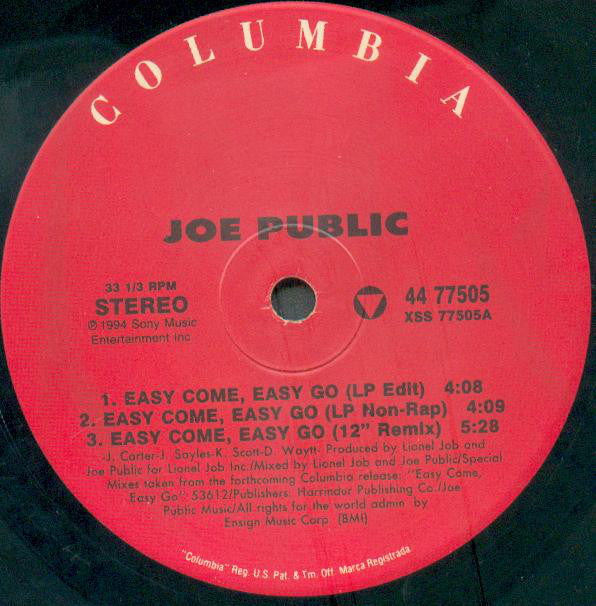 COLUMBIA
JOE PUBLIC
33 1/3 RPM
STEREO
℗ 1994 Sony Music
Entertainment Inc.
44 77505
XSS 77505A
1. EASY COME, EASY GO (LP Edit) 4:08
2. EASY COME, EASY GO (LP Non-Rap) 4:09
3. EASY COME, EASY GO (12" Remix) 5:28
-J. Carter-J. Sayles-K. Scott-D. Wyatt- Produced by Lionel Job and
Joe Public for Lionel Job Inc./Mixed by Lionel Job and Joe Public/Special
Mixes taken from the forthcoming Columbia release: "Easy Come,
Easy Go": 53612/Publishers: Harrindur Publishing Co./Joe
Public Music/All rights for the world admin by
Ensign Music Corp (BMI)
"Columbia" Reg. U.S. Pat. & Tm. Off. Marca Registrada